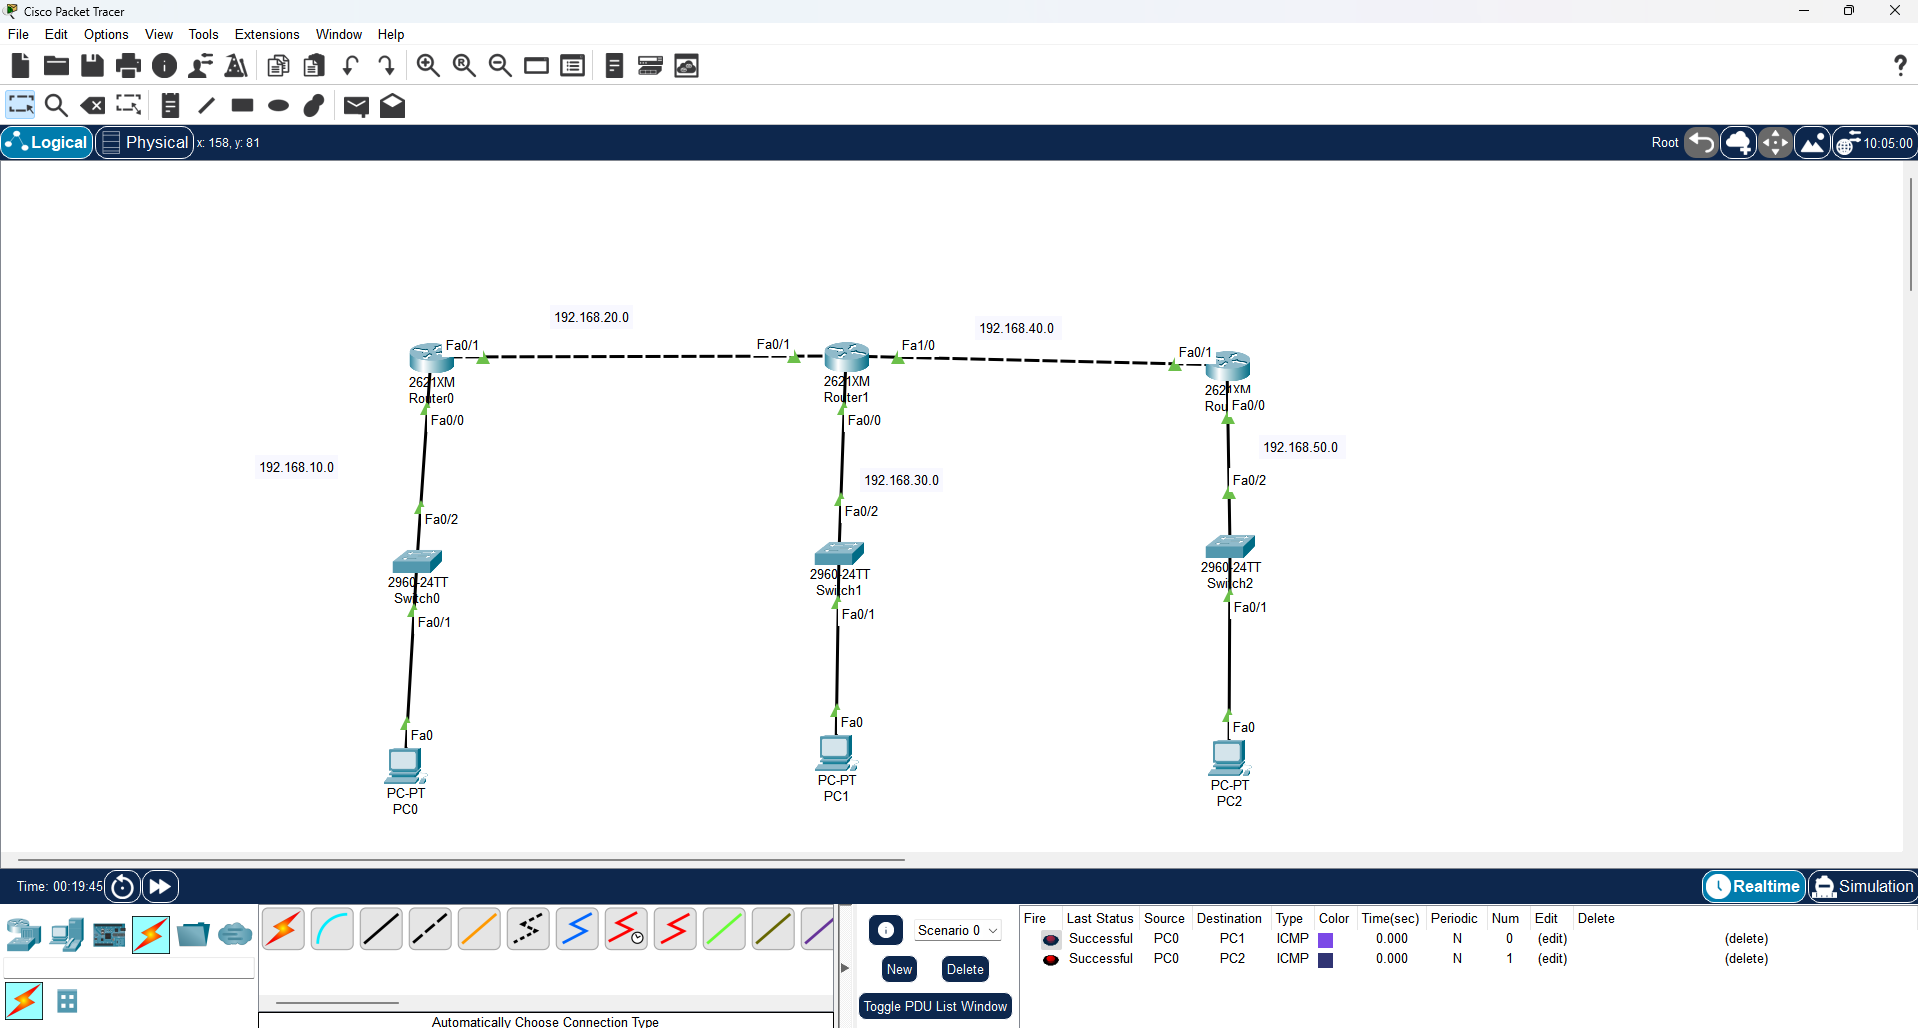 Cisco Packet Tracer
File Edit Options View Tools Extensions Window Help
Logical Physical x: 158, y: 81 Root 10:05:00
192.168.20.0
192.168.40.0
Fa0/1 Fa0/1 Fa1/0 Fa0/1
2621XM
Router0
2621XM
Router1
2621XM
Rou Fa0/0
Fa0/0 Fa0/0
192.168.50.0
192.168.10.0
192.168.30.0
Fa0/2
Fa0/2
Fa0/2
2960-24TT
Switch0
2960-24TT
Switch1
2960-24TT
Switch2
Fa0/1
Fa0/1
Fa0/1
Fa0
Fa0
Fa0
PC-PT
PC0
PC-PT
PC1
PC-PT
PC2
Time: 00:19:45 Realtime Simulation
Scenario 0
New Delete
Toggle PDU List Window
Automatically Choose Connection Type
Fire Last Status Source Destination Type Color Time(sec) Periodic Num Edit Delete
Successful PC0 PC1 ICMP 0.000 N 0 (edit) (delete)
Successful PC0 PC2 ICMP 0.000 N 1 (edit) (delete)